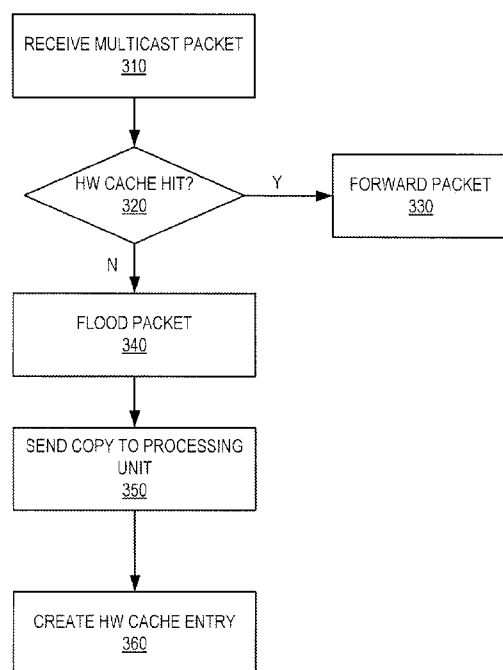 RECEIVE MULTICAST PACKET
310
HW CACHE HIT?
320
Y
FORWARD PACKET
330
N
FLOOD PACKET
340
SEND COPY TO PROCESSING
UNIT
350
CREATE HW CACHE ENTRY
360